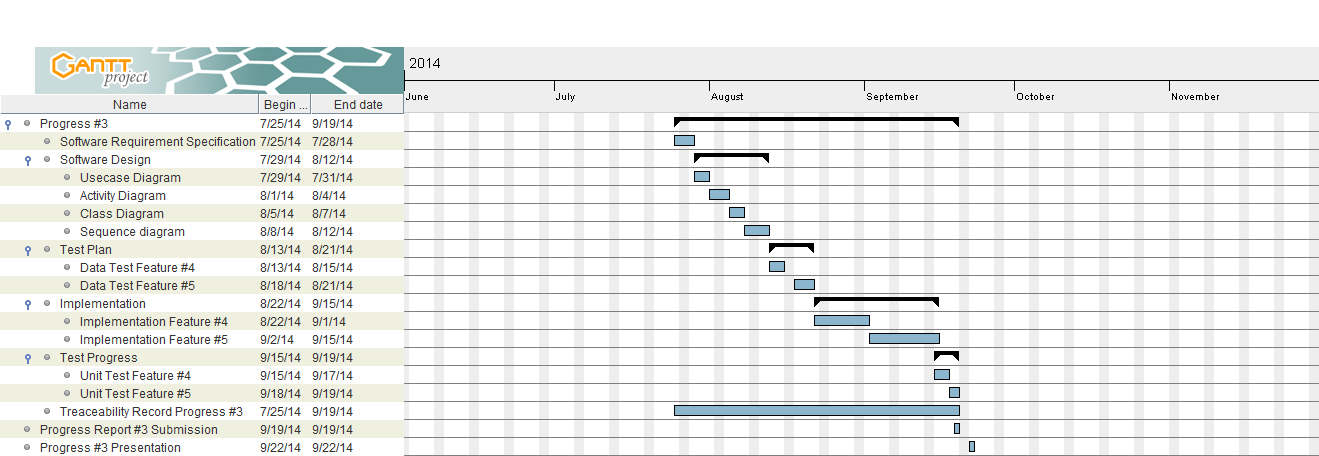 GANTT
project
2014
June July August September October November
Name Begin ... End date
Progress #3 7/25/14 9/19/14
Software Requirement Specification 7/25/14 7/28/14
Software Design 7/29/14 8/12/14
Usecase Diagram 7/29/14 7/31/14
Activity Diagram 8/1/14 8/4/14
Class Diagram 8/5/14 8/7/14
Sequence diagram 8/8/14 8/12/14
Test Plan 8/13/14 8/21/14
Data Test Feature #4 8/13/14 8/15/14
Data Test Feature #5 8/18/14 8/21/14
Implementation 8/22/14 9/15/14
Implementation Feature #4 8/22/14 9/1/14
Implementation Feature #5 9/2/14 9/15/14
Test Progress 9/15/14 9/19/14
Unit Test Feature #4 9/15/14 9/17/14
Unit Test Feature #5 9/18/14 9/19/14
Treaceability Record Progress #3 7/25/14 9/19/14
Progress Report #3 Submission 9/19/14 9/19/14
Progress #3 Presentation 9/22/14 9/22/14